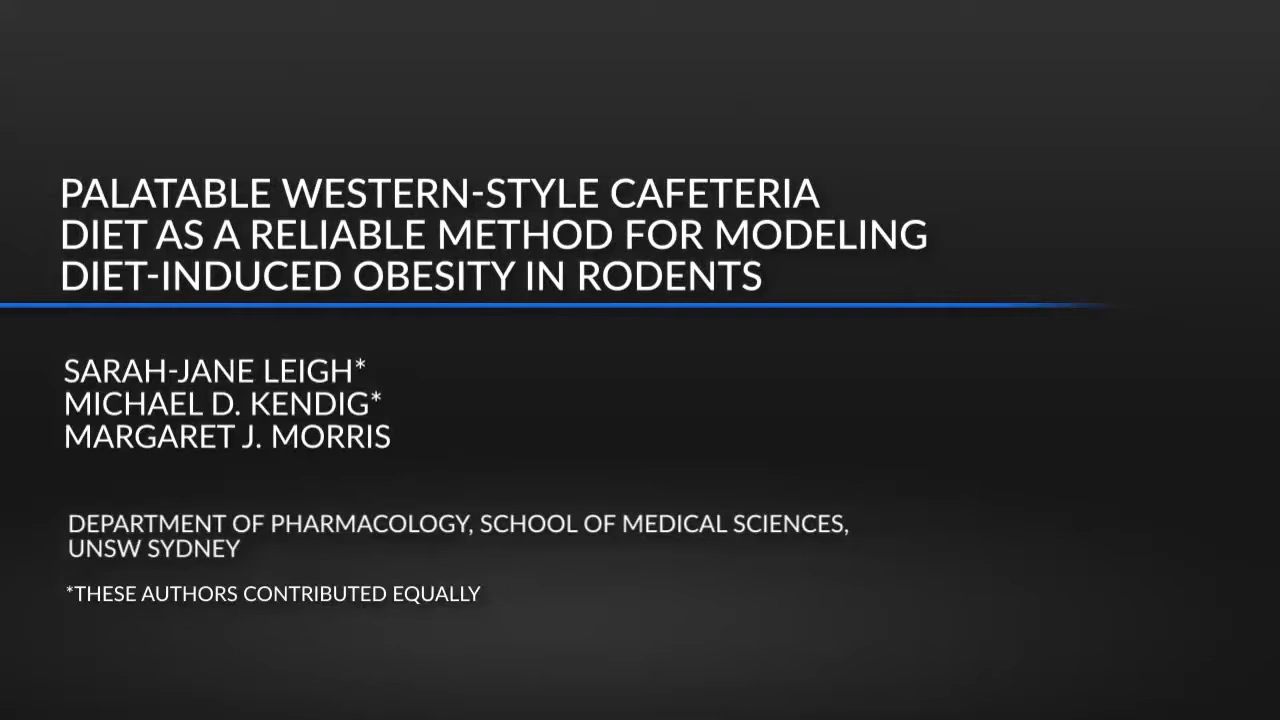 PALATABLE WESTERN-STYLE CAFETERIA
DIET AS A RELIABLE METHOD FOR MODELING
DIET-INDUCED OBESITY IN RODENTS
SARAH-JANE LEIGH*
MICHAEL D. KENDIG*
MARGARET J. MORRIS
DEPARTMENT OF PHARMACOLOGY, SCHOOL OF MEDICAL SCIENCES,
UNSW SYDNEY
*THESE AUTHORS CONTRIBUTED EQUALLY